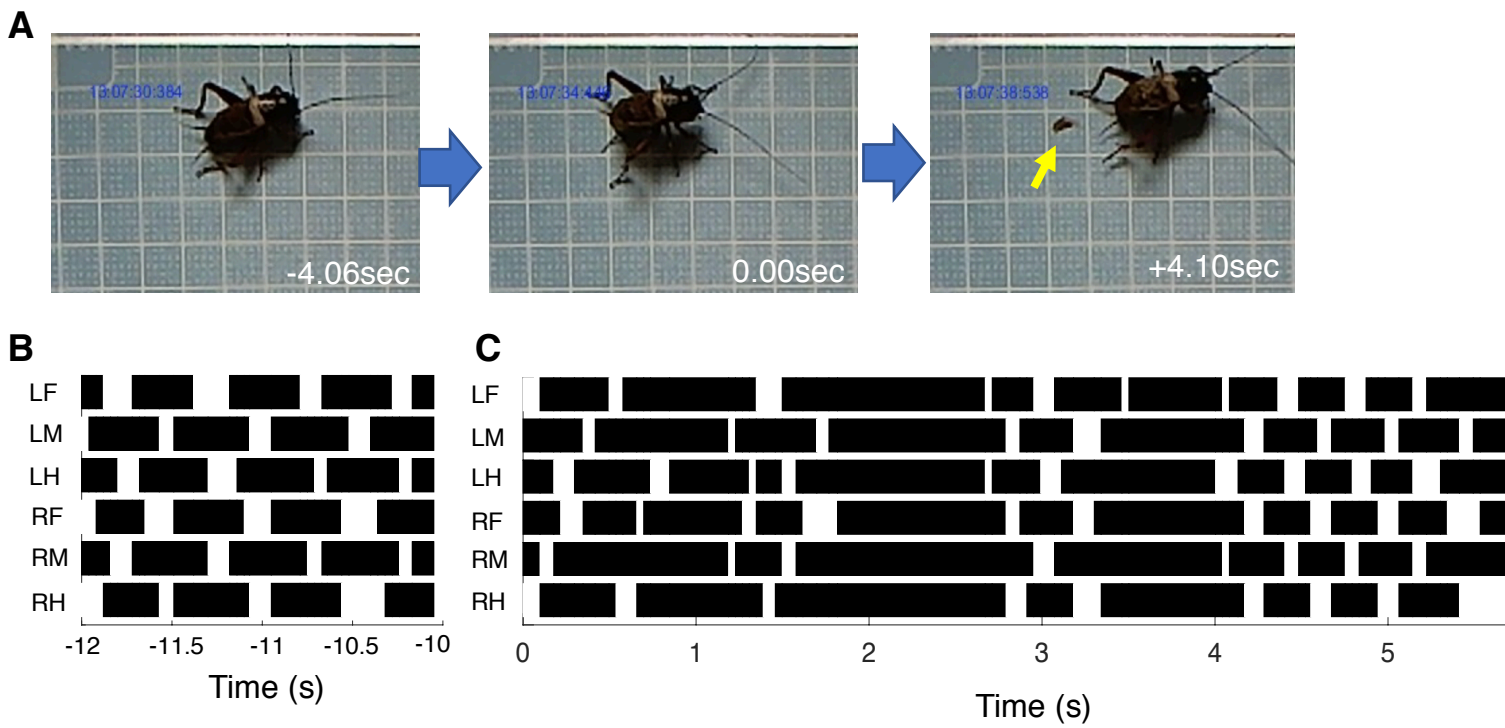 A
13:07:30:384
-4.06sec
13:07:34:449
0.00sec
13:07:38:538
+4.10sec
B
LF
LM
LH
RF
RM
RH
-12 -11.5 -11 -10.5 -10
Time (s)
C
LF
LM
LH
RF
RM
RH
0 1 2 3 4 5
Time (s)